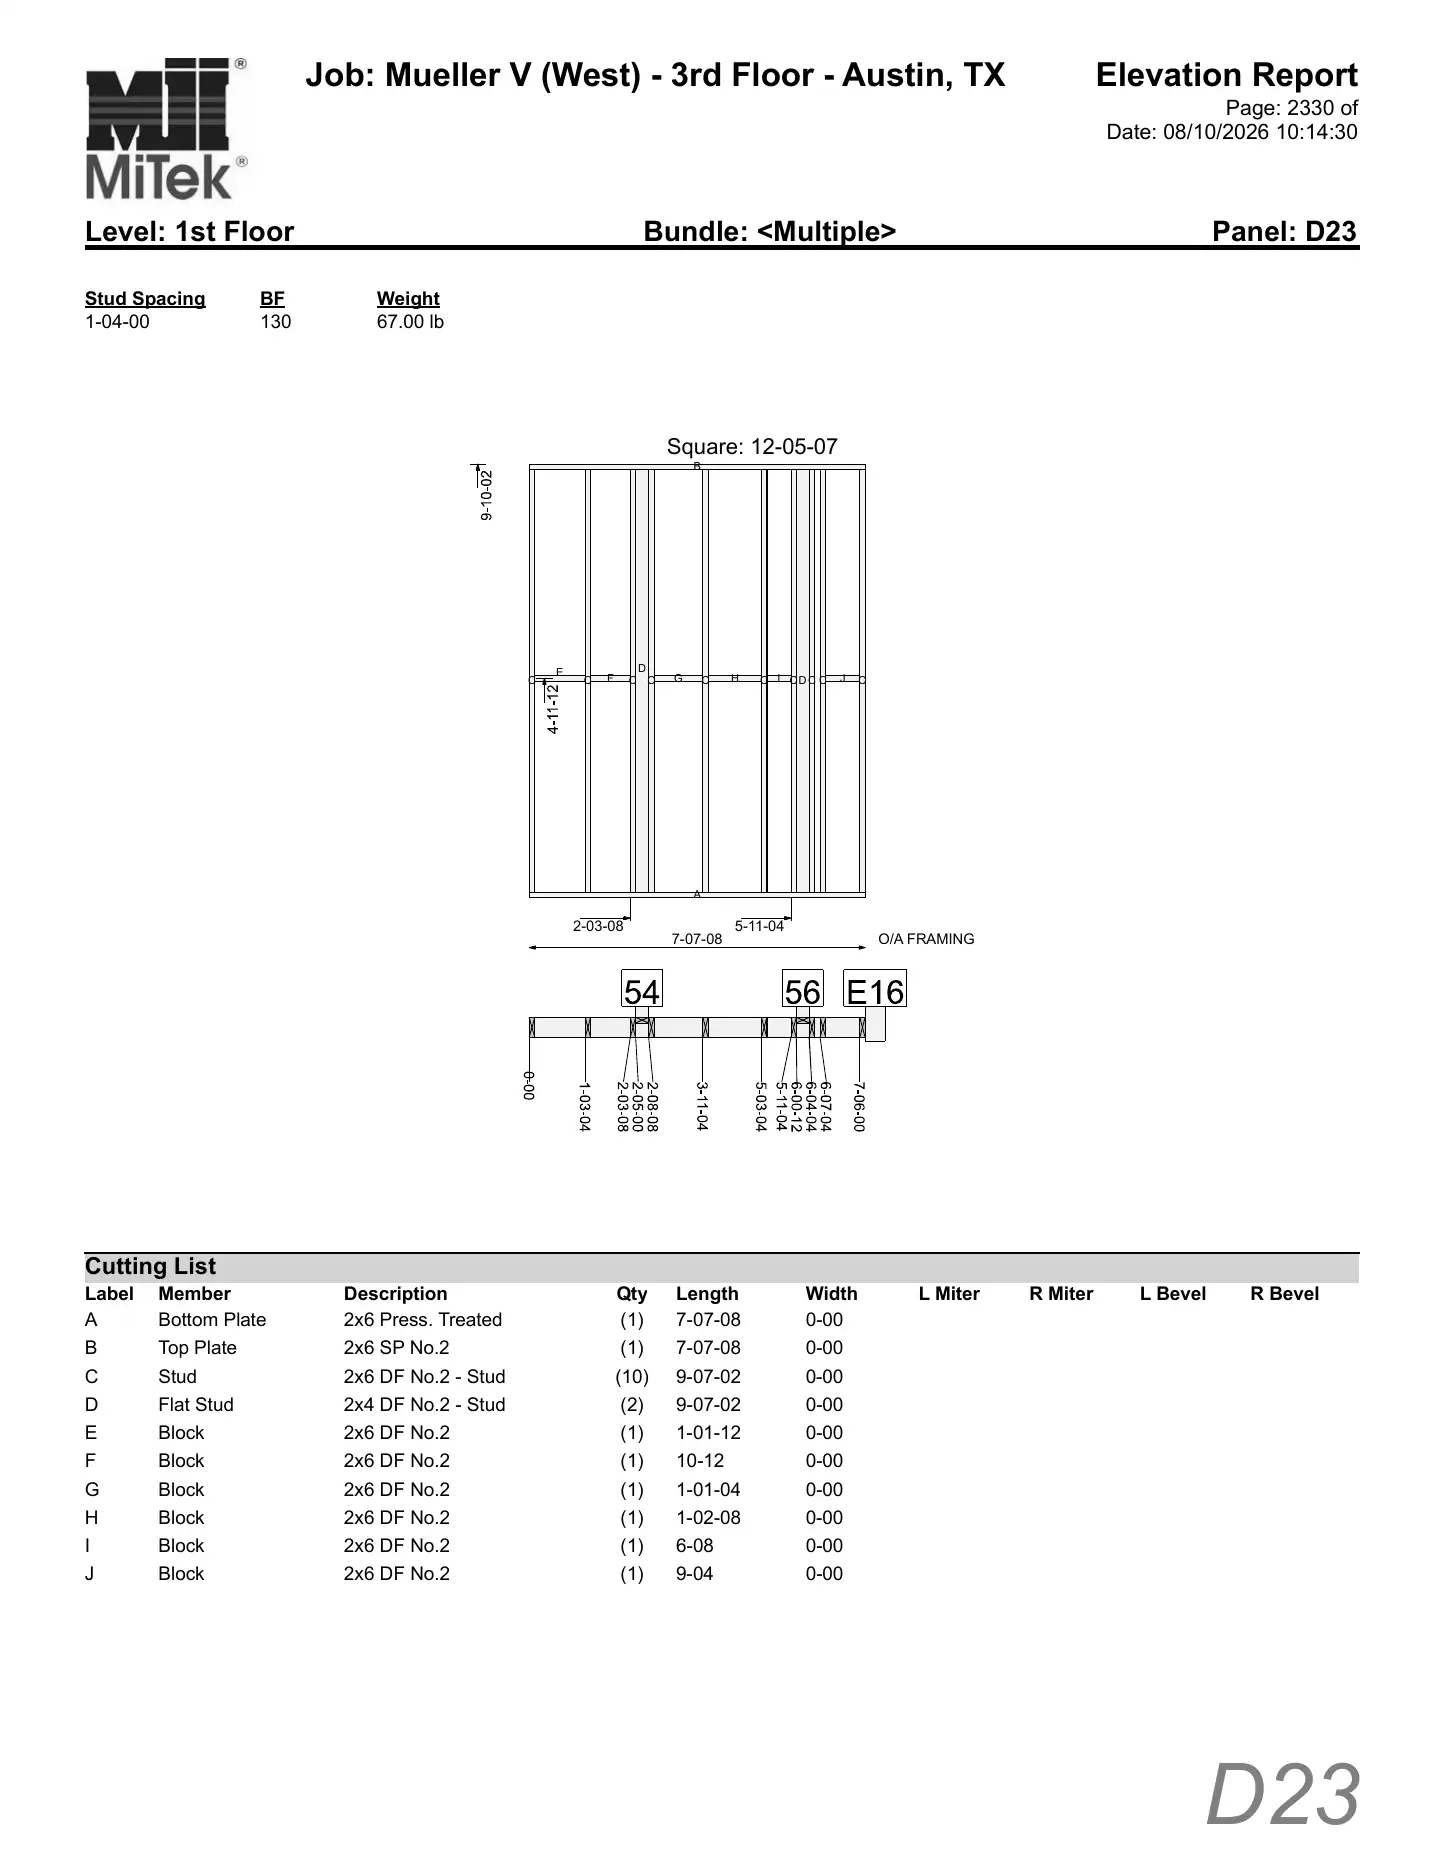 Job: Mueller V (West) - 3rd Floor - Austin, TX
Elevation Report
Page: 2330 of
Date: 08/10/2026 10:14:30
MiTek®
Level: 1st Floor Bundle: <Multiple> Panel: D23
Stud Spacing BF Weight
1-04-00 130 67.00 lb
Square: 12-05-07
B
9-10-02
E F D G H I D J
4-11-12
A
2-03-08 5-11-04
7-07-08 O/A FRAMING
54 56 E16
0-00 1-03-04 2-03-08 2-05-00 2-08-08 3-11-04 5-03-04 5-11-04 6-00-12 6-04-04 6-07-04 7-06-00
Cutting List
Label Member Description Qty Length Width L Miter R Miter L Bevel R Bevel
A Bottom Plate 2x6 Press. Treated (1) 7-07-08 0-00
B Top Plate 2x6 SP No.2 (1) 7-07-08 0-00
C Stud 2x6 DF No.2 - Stud (10) 9-07-02 0-00
D Flat Stud 2x4 DF No.2 - Stud (2) 9-07-02 0-00
E Block 2x6 DF No.2 (1) 1-01-12 0-00
F Block 2x6 DF No.2 (1) 10-12 0-00
G Block 2x6 DF No.2 (1) 1-01-04 0-00
H Block 2x6 DF No.2 (1) 1-02-08 0-00
I Block 2x6 DF No.2 (1) 6-08 0-00
J Block 2x6 DF No.2 (1) 9-04 0-00
D23